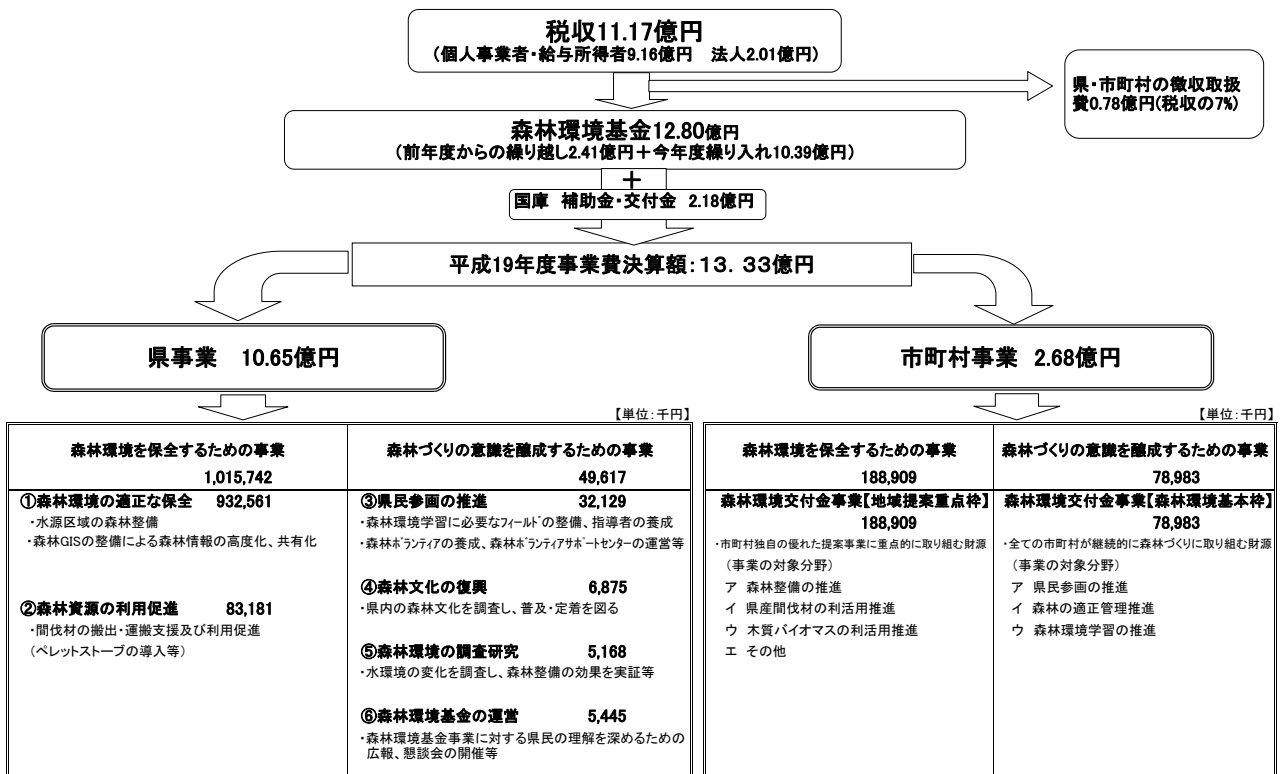 税収11.17億円
（個人事業者・給与所得者9.16億円　法人2.01億円）
県・市町村の徴収取扱
費0.78億円(税収の7%)
森林環境基金12.80億円
（前年度からの繰り越し2.41億円＋今年度繰り入れ10.39億円）
＋
国庫　補助金・交付金　2.18億円
平成19年度事業費決算額：13．33億円
県事業　10.65億円
市町村事業　2.68億円
【単位：千円】
森林環境を保全するための事業
1,015,742
①森林環境の適正な保全　932,561
・水源区域の森林整備
・森林GISの整備による森林情報の高度化、共有化
②森林資源の利用促進　83,181
・間伐材の搬出・運搬支援及び利用促進
（ペレットストーブの導入等）
森林づくりの意識を醸成するための事業
49,617
③県民参画の推進　32,129
・森林環境学習に必要なﾌｨｰﾙﾄﾞの整備、指導者の養成
・森林ﾎﾞﾗﾝﾃｨｱの養成、森林ﾎﾞﾗﾝﾃｨｱｻﾎﾟｰﾄｾﾝﾀｰの運営等
④森林文化の復興　6,875
・県内の森林文化を調査し、普及・定着を図る
⑤森林環境の調査研究　5,168
・水環境の変化を調査し、森林整備の効果を実証等
⑥森林環境基金の運営　5,445
・森林環境基金事業に対する県民の理解を深めるための
広報、懇談会の開催等
【単位：千円】
森林環境を保全するための事業
188,909
森林環境交付金事業【地域提案重点枠】
188,909
・市町村独自の優れた提案事業に重点的に取り組む財源
（事業の対象分野）
ア　森林整備の推進
イ　県産間伐材の利活用推進
ウ　木質バイオマスの利活用推進
エ　その他
森林づくりの意識を醸成するための事業
78,983
森林環境交付金事業【森林環境基本枠】
78,983
・全ての市町村が継続的に森林づくりに取り組む財源
（事業の対象分野）
ア　県民参画の推進
イ　森林の適正管理推進
ウ　森林環境学習の推進